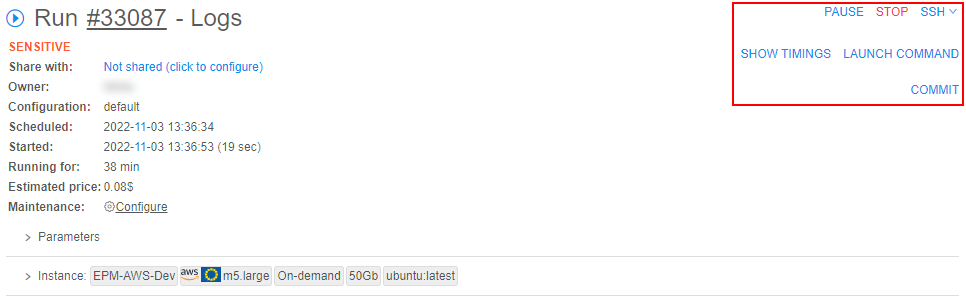 Run #33087 - Logs
PAUSE STOP SSH
SENSITIVE
Share with: Not shared (click to configure)
SHOW TIMINGS LAUNCH COMMAND
Owner:
COMMIT
Configuration: default
Scheduled: 2022-11-03 13:36:34
Started: 2022-11-03 13:36:53 (19 sec)
Running for: 38 min
Estimated price: 0.08$
Maintenance: Configure
Parameters
Instance: EPM-AWS-Dev aws m5.large On-demand 50Gb ubuntu:latest